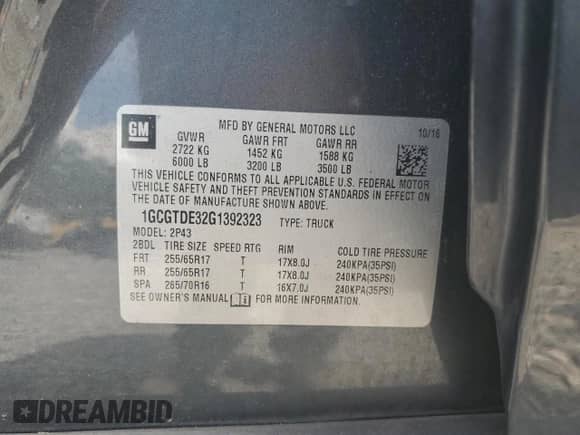 GM
MFD BY GENERAL MOTORS LLC
10/16
GVWR GAWR FRT GAWR RR
2722 KG 1452 KG 1588 KG
6000 LB 3200 LB 3500 LB
THIS VEHICLE CONFORMS TO ALL APPLICABLE U.S. FEDERAL MOTOR
VEHICLE SAFETY AND THEFT PREVENTION STANDARDS IN EFFECT ON
THE DATE OF MANUFACTURE SHOWN ABOVE.
1GCGTDE32G1392323 TYPE: TRUCK
MODEL: 2P43
2BDL TIRE SIZE SPEED RTG RIM COLD TIRE PRESSURE
FRT 255/65R17 T 17X8.0J 240KPA(35PSI)
RR 255/65R17 T 17X8.0J 240KPA(35PSI)
SPA 265/70R16 T 16X7.0J 240KPA(35PSI)
SEE OWNER'S MANUAL FOR MORE INFORMATION.
DREAMBID